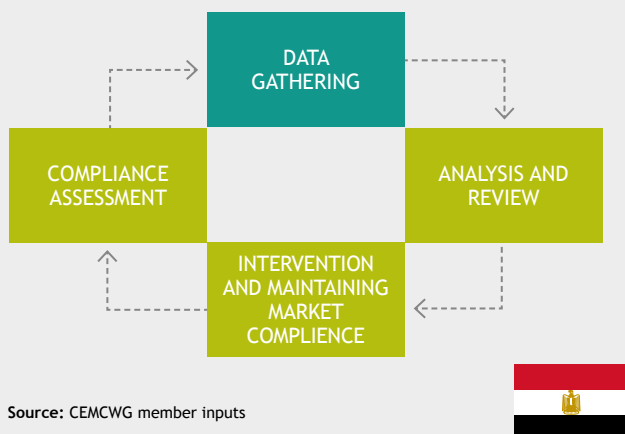 DATA
GATHERING
COMPLIANCE
ASSESSMENT
ANALYSIS AND
REVIEW
INTERVENTION
AND MAINTAINING
MARKET
COMPLIENCE
Source: CEMCWG member inputs